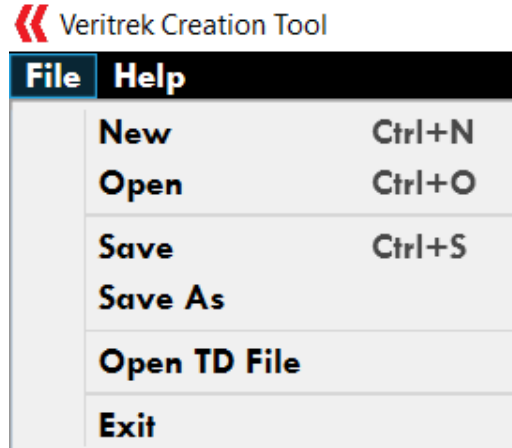 Veritrek Creation Tool
File Help
New Ctrl+N
Open Ctrl+O
Save Ctrl+S
Save As
Open TD File
Exit